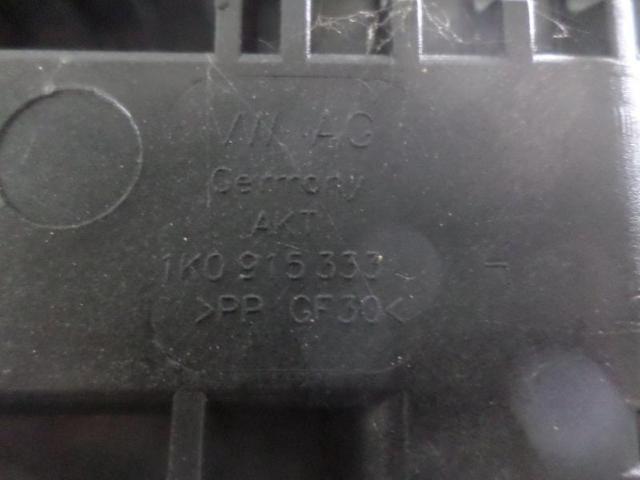 VW AG
Germany
AKT
1K0 915 333
>PP GF30<